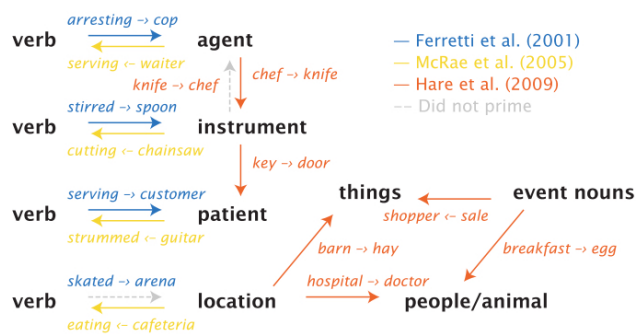 arresting -> cop
verb agent
serving <- waiter
knife -> chef
chef -> knife
— Ferretti et al. (2001)
— McRae et al. (2005)
— Hare et al. (2009)
-- Did not prime
stirred -> spoon
verb instrument
cutting <- chainsaw
key -> door
serving -> customer
verb patient
strummed <- guitar
things event nouns
shopper <- sale
barn -> hay
breakfast -> egg
skated -> arena
hospital -> doctor
verb location people/animal
eating <- cafeteria